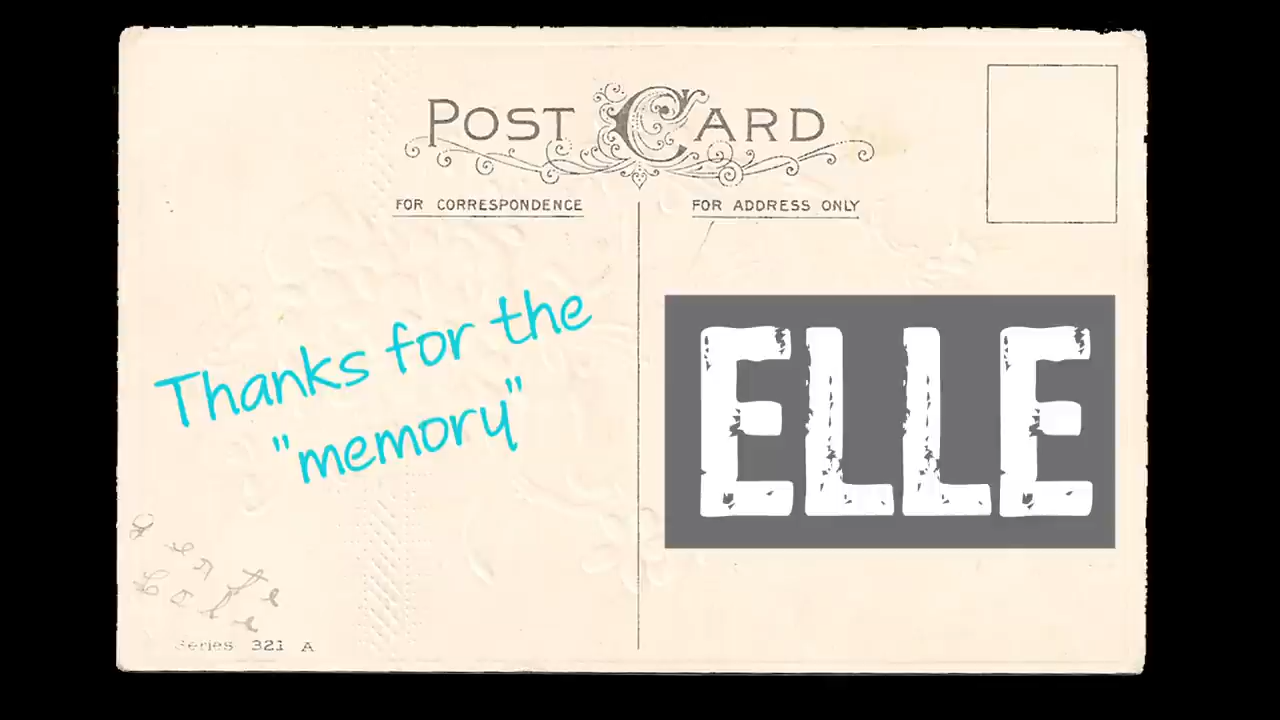 POST CARD
FOR CORRESPONDENCE
FOR ADDRESS ONLY
Thanks for the
"memory"
ELLE
Series 321 A